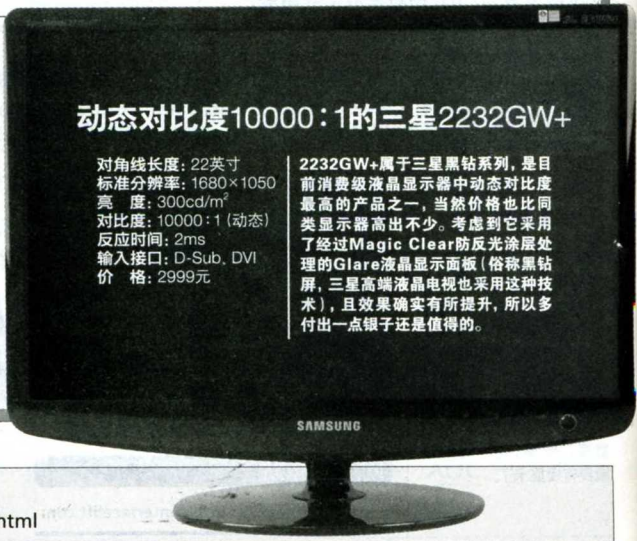 动态对比度10000：1的三星2232GW+
对角线长度：22英寸
标准分辨率：1680×1050
亮　度：300cd/m²
对比度：10000：1（动态）
反应时间：2ms
输入接口：D-Sub、DVI
价　格：2999元
2232GW+属于三星黑钻系列，是目
前消费级液晶显示器中动态对比度
最高的产品之一，当然价格也比同
类显示器高出不少。考虑到它采用
了经过Magic Clear防反光涂层处
理的Glare液晶显示面板（俗称黑钻
屏，三星高端液晶电视也采用这种技
术），且效果确实有所提升，所以多
付出一点银子还是值得的。
SAMSUNG
html